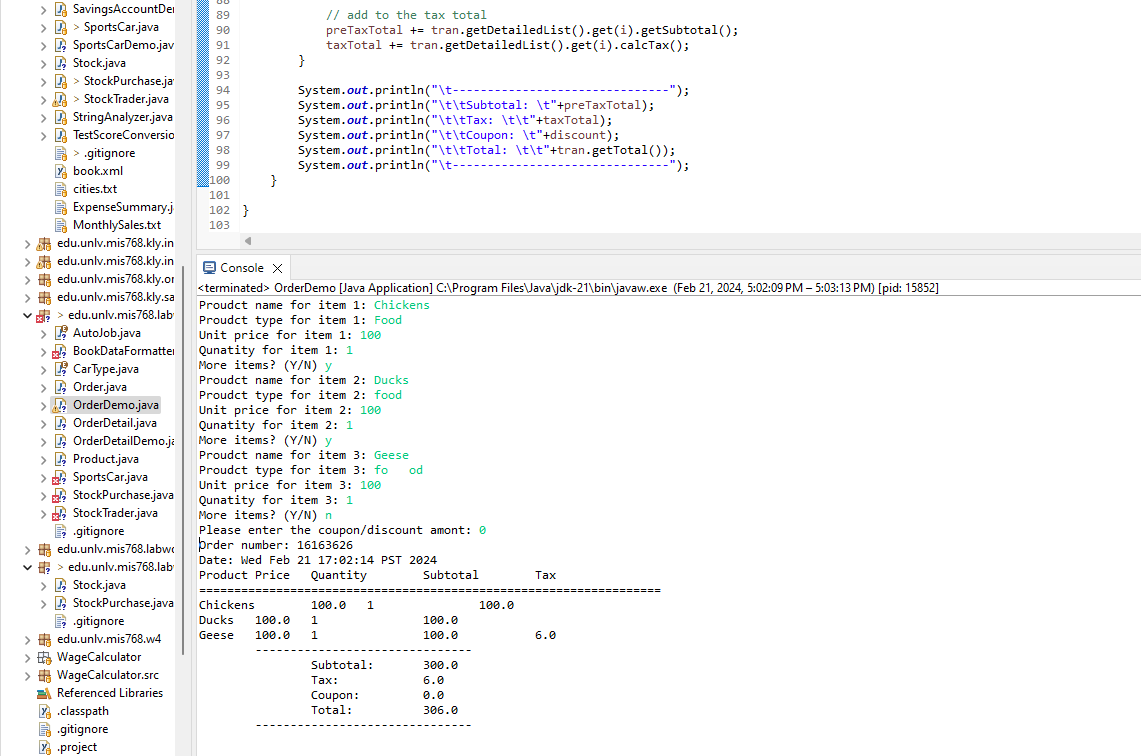 SavingsAccountDe
> SportsCar.java
SportsCarDemo.jav
Stock.java
> StockPurchase.ja
> StockTrader.java
StringAnalyzer.java
TestScoreConversio
> .gitignore
book.xml
cities.txt
ExpenseSummary.j
MonthlySales.txt
edu.unlv.mis768.kly.in
edu.unlv.mis768.kly.in
edu.unlv.mis768.kly.or
edu.unlv.mis768.kly.sa
> edu.unlv.mis768.lab
AutoJob.java
BookDataFormatter
CarType.java
Order.java
OrderDemo.java
OrderDetail.java
OrderDetailDemo.ja
Product.java
SportsCar.java
StockPurchase.java
StockTrader.java
.gitignore
edu.unlv.mis768.labwo
> edu.unlv.mis768.lab
Stock.java
StockPurchase.java
.gitignore
edu.unlv.mis768.w4
WageCalculator
WageCalculator.src
Referenced Libraries
.classpath
.gitignore
.project
88
89 // add to the tax total
90 preTaxTotal += tran.getDetailedList().get(i).getSubtotal();
91 taxTotal += tran.getDetailedList().get(i).calcTax();
92 }
93
94 System.out.println("\t-------------------------------");
95 System.out.println("\t\tSubtotal: \t"+preTaxTotal);
96 System.out.println("\t\tTax: \t\t"+taxTotal);
97 System.out.println("\t\tCoupon: \t"+discount);
98 System.out.println("\t\tTotal: \t\t"+tran.getTotal());
99 System.out.println("\t-------------------------------");
100 }
101
102 }
103
Console
<terminated> OrderDemo [Java Application] C:\Program Files\Java\jdk-21\bin\javaw.exe (Feb 21, 2024, 5:02:09 PM – 5:03:13 PM) [pid: 15852]
Proudct name for item 1: Chickens
Proudct type for item 1: Food
Unit price for item 1: 100
Qunatity for item 1: 1
More items? (Y/N) y
Proudct name for item 2: Ducks
Proudct type for item 2: food
Unit price for item 2: 100
Qunatity for item 2: 1
More items? (Y/N) y
Proudct name for item 3: Geese
Proudct type for item 3: fo   od
Unit price for item 3: 100
Qunatity for item 3: 1
More items? (Y/N) n
Please enter the coupon/discount amont: 0
Order number: 16163626
Date: Wed Feb 21 17:02:14 PST 2024
Product Price Quantity Subtotal Tax
==================================================================
Chickens 100.0 1 100.0
Ducks 100.0 1 100.0
Geese 100.0 1 100.0 6.0
-------------------------------
Subtotal: 300.0
Tax: 6.0
Coupon: 0.0
Total: 306.0
-------------------------------